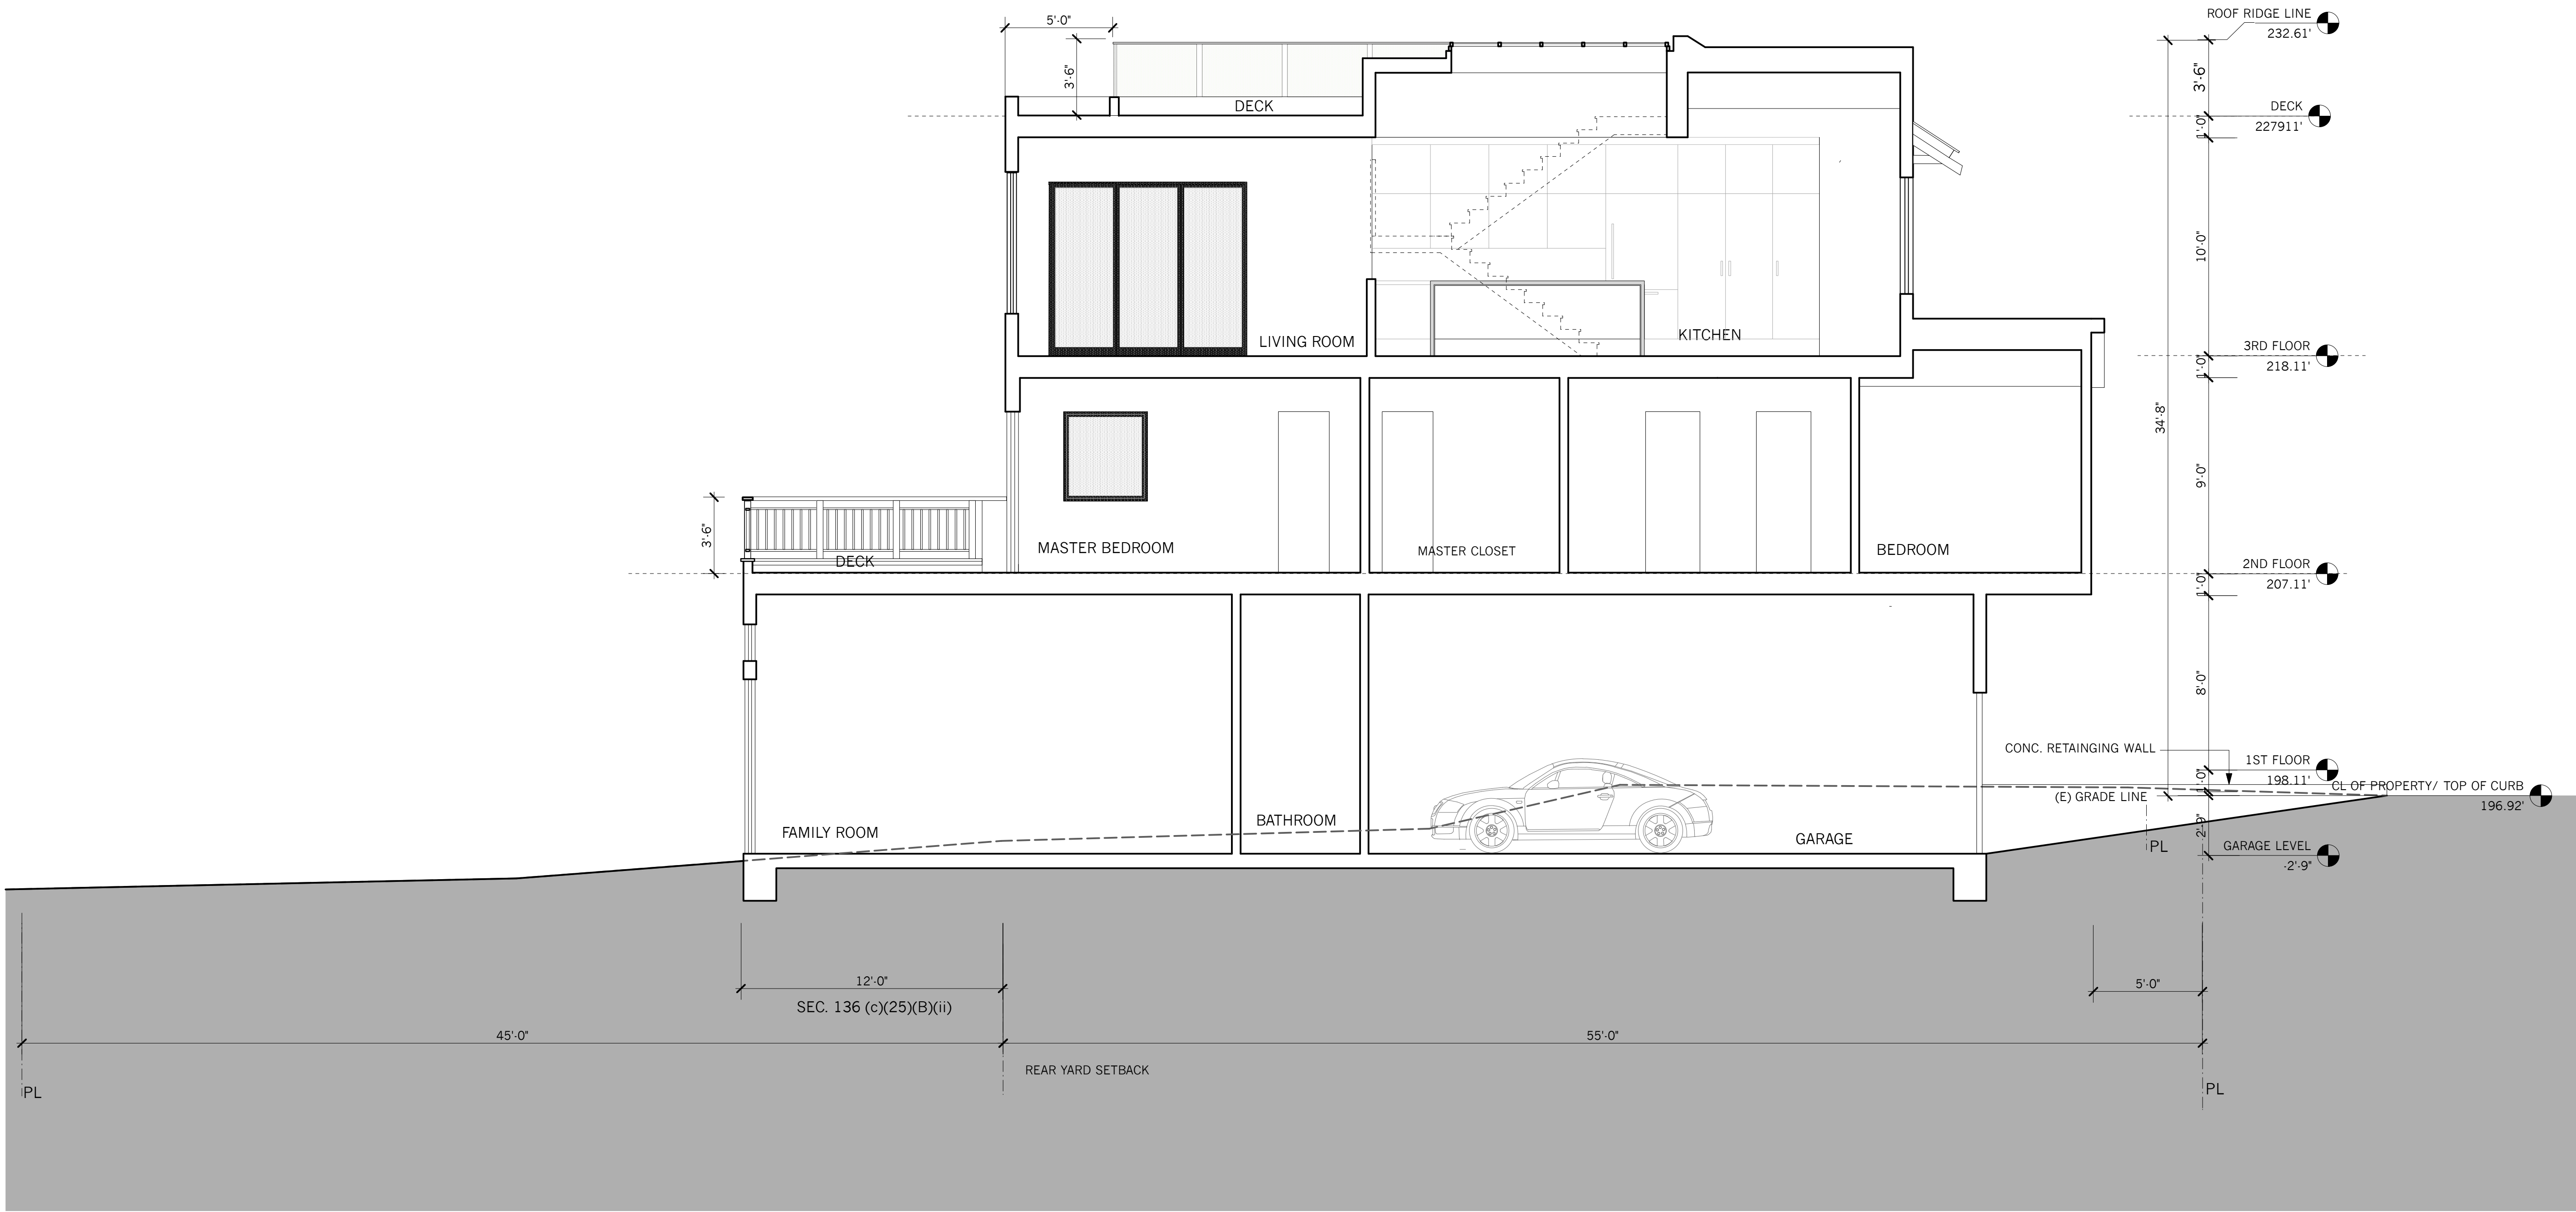 5'-0"
ROOF RIDGE LINE
232.61'
3'-6"
3'-6"
DECK
DECK
227911'
1'-0"
10'-0"
LIVING ROOM
KITCHEN
3RD FLOOR
218.11'
1'-0"
34'-8"
9'-0"
3'-6"
MASTER BEDROOM
MASTER CLOSET
BEDROOM
DECK
2ND FLOOR
207.11'
1'-0"
8'-0"
CONC. RETAINGING WALL
1ST FLOOR
198.11'
CL OF PROPERTY/ TOP OF CURB
(E) GRADE LINE
196.92'
FAMILY ROOM
BATHROOM
GARAGE
2'-9"
PL
GARAGE LEVEL
-2'-9"
12'-0"
5'-0"
SEC. 136 (c)(25)(B)(ii)
45'-0"
55'-0"
REAR YARD SETBACK
PL
PL